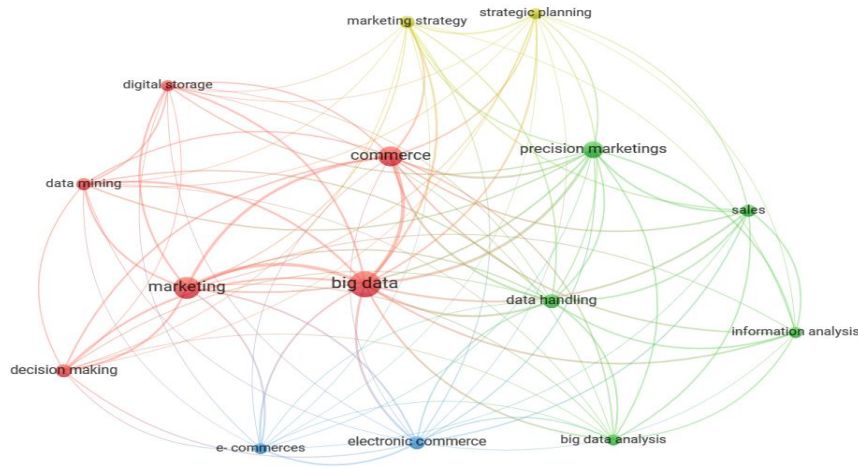 strategic planning
marketing strategy
digital storage
precision marketings
commerce
data mining
sales
big data
marketing
data handling
information analysis
decision making
big data analysis
electronic commerce
e- commerces